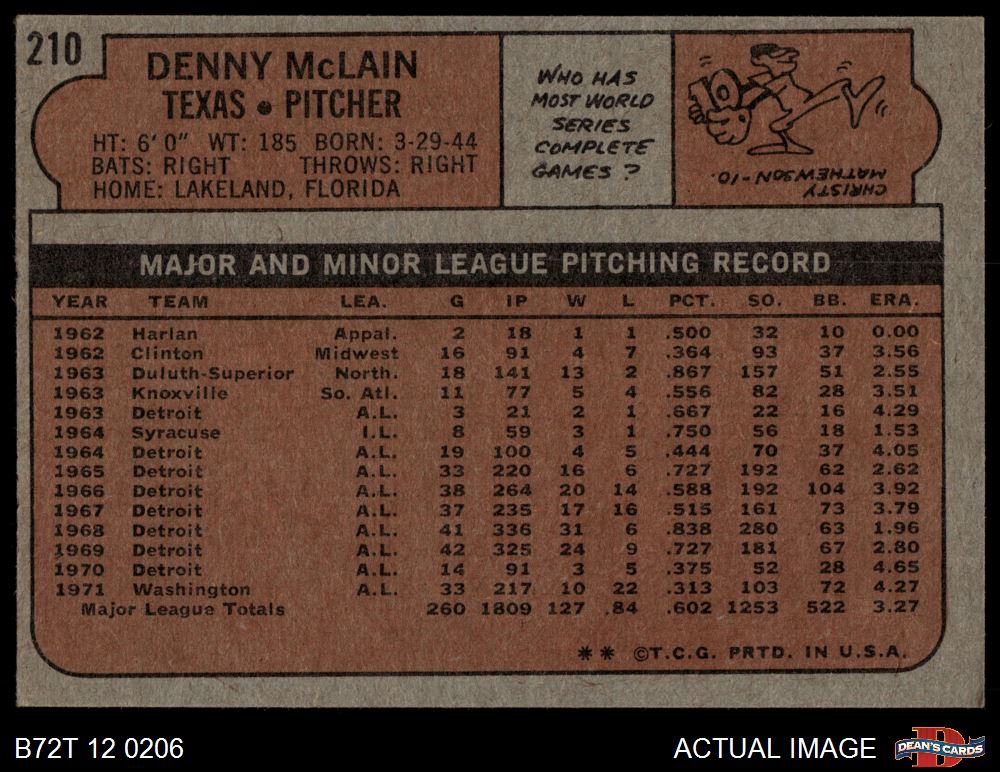 210
DENNY McLAIN
TEXAS • PITCHER
HT: 6' 0" WT: 185 BORN: 3-29-44
BATS: RIGHT THROWS: RIGHT
HOME: LAKELAND, FLORIDA
WHO HAS
MOST WORLD
SERIES
COMPLETE
GAMES ?
10
CHRISTY
MATHEWSON-10.
MAJOR AND MINOR LEAGUE PITCHING RECORD
YEAR TEAM LEA. G IP W L PCT. SO. BB. ERA.
1962 Harlan Appal. 2 18 1 1 .500 32 10 0.00
1962 Clinton Midwest 16 91 4 7 .364 93 37 3.56
1963 Duluth-Superior North. 18 141 13 2 .867 157 51 2.55
1963 Knoxville So. Atl. 11 77 5 4 .556 82 28 3.51
1963 Detroit A.L. 3 21 2 1 .667 22 16 4.29
1964 Syracuse I.L. 8 59 3 1 .750 56 18 1.53
1964 Detroit A.L. 19 100 4 5 .444 70 37 4.05
1965 Detroit A.L. 33 220 16 6 .727 192 62 2.62
1966 Detroit A.L. 38 264 20 14 .588 192 104 3.92
1967 Detroit A.L. 37 235 17 16 .515 161 73 3.79
1968 Detroit A.L. 41 336 31 6 .838 280 63 1.96
1969 Detroit A.L. 42 325 24 9 .727 181 67 2.80
1970 Detroit A.L. 14 91 3 5 .375 52 28 4.65
1971 Washington A.L. 33 217 10 22 .313 103 72 4.27
Major League Totals 260 1809 127 84 .602 1253 522 3.27
** ©T.C.G. PRTD. IN U.S.A.
B72T 12 0206
ACTUAL IMAGE
DEAN'S CARDS